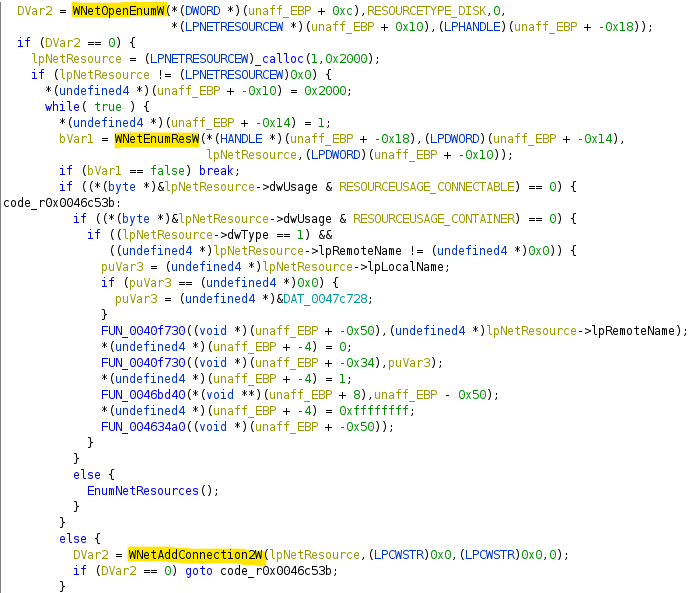 DVar2 = WNetOpenEnumW(*(DWORD *)(unaff_EBP + 0xc),RESOURCETYPE_DISK,0,
*(LPNETRESOURCEW *)(unaff_EBP + 0x10),(LPHANDLE)(unaff_EBP + -0x18));
if (DVar2 == 0) {
lpNetResource = (LPNETRESOURCEW)_calloc(1,0x2000);
if (lpNetResource != (LPNETRESOURCEW)0x0) {
*(undefined4 *)(unaff_EBP + -0x10) = 0x2000;
while( true ) {
*(undefined4 *)(unaff_EBP + -0x14) = 1;
bVar1 = WNetEnumResW(*(HANDLE *)(unaff_EBP + -0x18),(LPDWORD)(unaff_EBP + -0x14),
lpNetResource,(LPDWORD)(unaff_EBP + -0x10));
if (bVar1 == false) break;
if ((*(byte *)&lpNetResource->dwUsage & RESOURCEUSAGE_CONNECTABLE) == 0) {
code_r0x0046c53b:
if ((*(byte *)&lpNetResource->dwUsage & RESOURCEUSAGE_CONTAINER) == 0) {
if ((lpNetResource->dwType == 1) &&
((undefined4 *)lpNetResource->lpRemoteName != (undefined4 *)0x0)) {
puVar3 = (undefined4 *)lpNetResource->lpLocalName;
if (puVar3 == (undefined4 *)0x0) {
puVar3 = (undefined4 *)&DAT_0047c728;
}
FUN_0040f730((void *)(unaff_EBP + -0x50),(undefined4 *)lpNetResource->lpRemoteName);
*(undefined4 *)(unaff_EBP + -4) = 0;
FUN_0040f730((void *)(unaff_EBP + -0x34),puVar3);
*(undefined4 *)(unaff_EBP + -4) = 1;
FUN_0046bd40(*(void **)(unaff_EBP + 8),unaff_EBP - 0x50);
*(undefined4 *)(unaff_EBP + -4) = 0xffffffff;
FUN_004634a0((void *)(unaff_EBP + -0x50));
}
}
else {
EnumNetResources();
}
}
else {
DVar2 = WNetAddConnection2W(lpNetResource,(LPCWSTR)0x0,(LPCWSTR)0x0,0);
if (DVar2 == 0) goto code_r0x0046c53b;
}